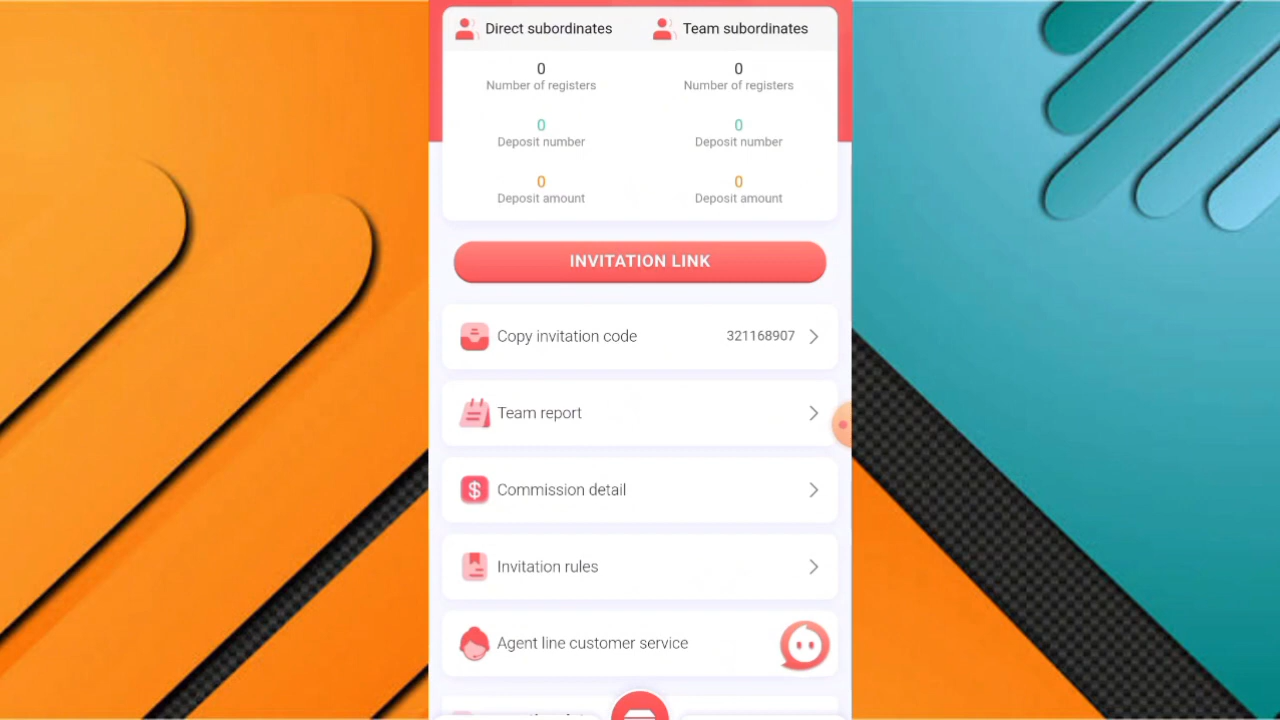 Direct subordinates
Team subordinates
0
Number of registers
0
Number of registers
0
Deposit number
0
Deposit number
0
Deposit amount
0
Deposit amount
INVITATION LINK
Copy invitation code
321168907
Team report
Commission detail
$
Invitation rules
Agent line customer service